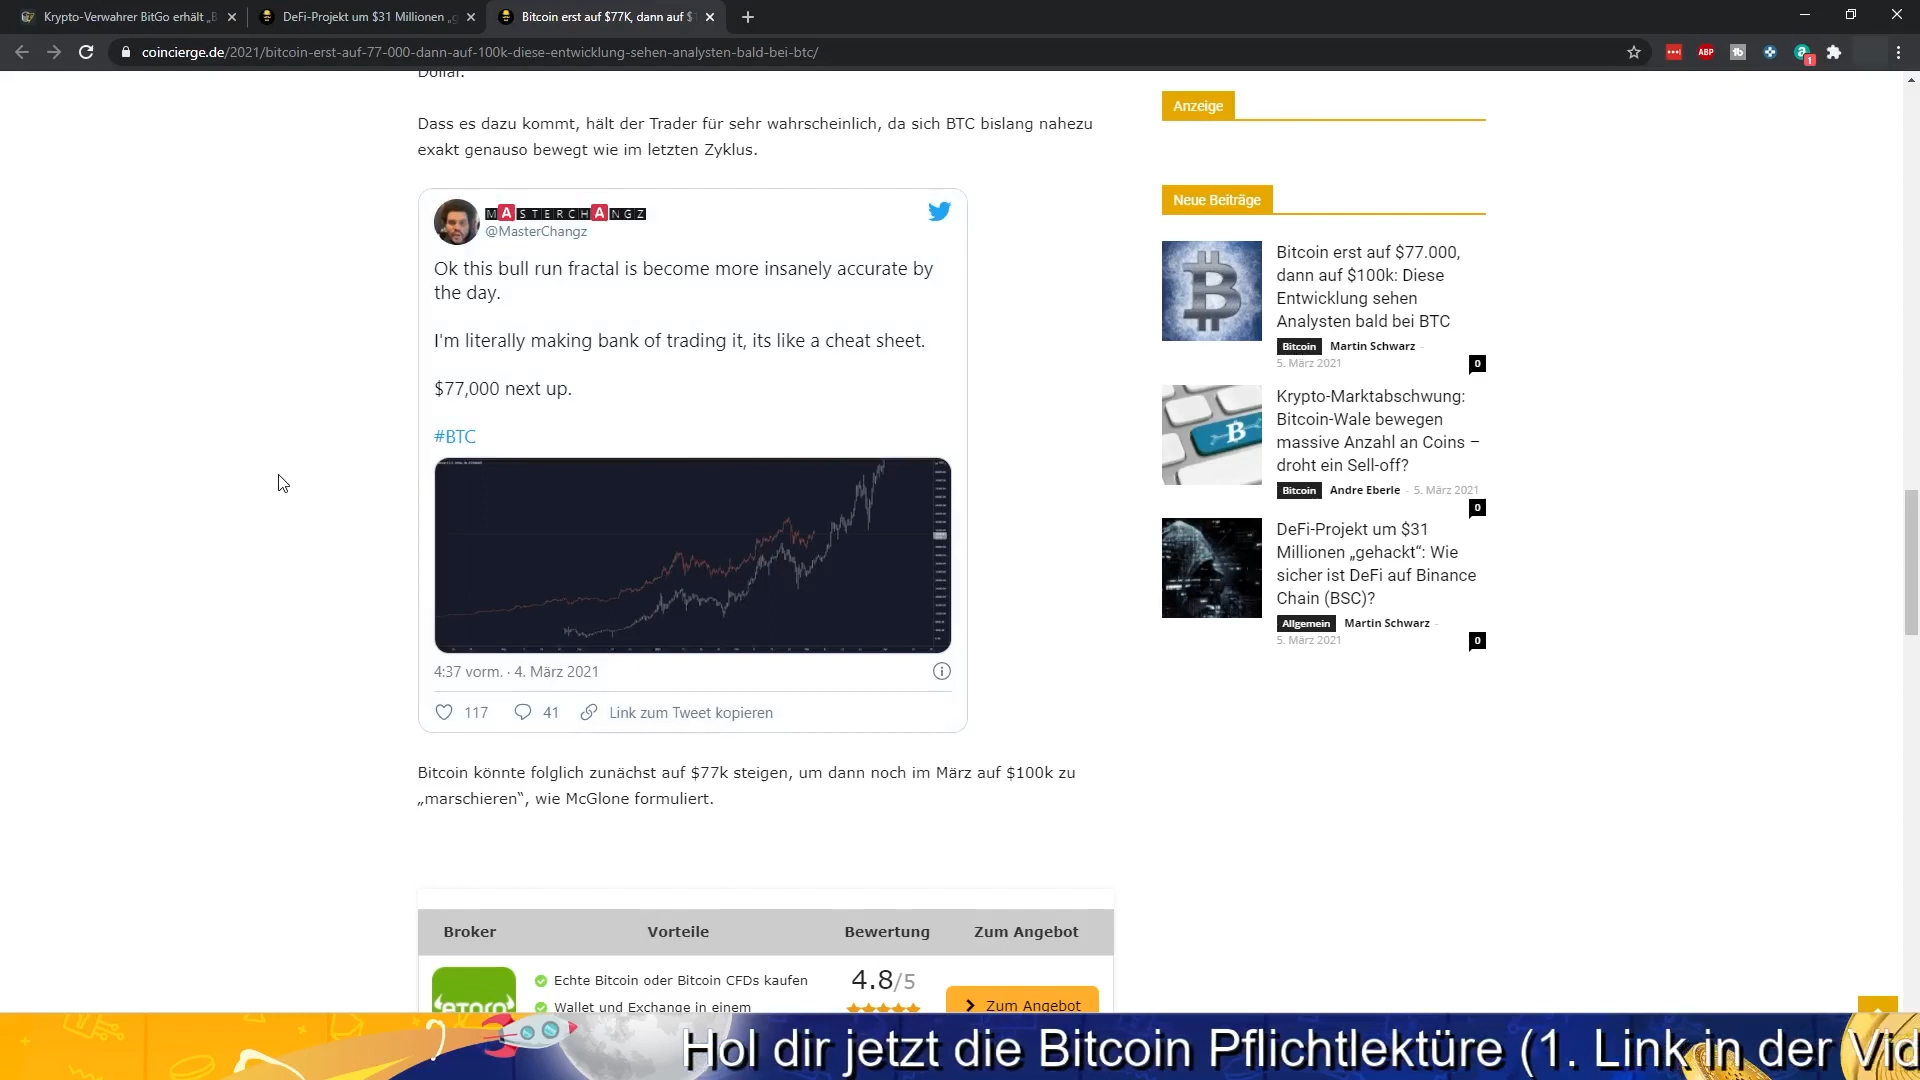 Krypto-Verwahrer BitGo erhält „B
DeFi-Projekt um $31 Millionen „g
Bitcoin erst auf $77K, dann auf $
coincierge.de/2021/bitcoin-erst-auf-77-000-dann-auf-100k-diese-entwicklung-sehen-analysten-bald-bei-btc/
ABP
1
Dollar.
Dass es dazu kommt, hält der Trader für sehr wahrscheinlich, da sich BTC bislang nahezu
exakt genauso bewegt wie im letzten Zyklus.
MASTERCHANGZ
@MasterChangz
Ok this bull run fractal is become more insanely accurate by
the day.
I'm literally making bank of trading it, its like a cheat sheet.
$77,000 next up.
#BTC
4:37 vorm. · 4. März 2021
117
41
Link zum Tweet kopieren
Bitcoin könnte folglich zunächst auf $77k steigen, um dann noch im März auf $100k zu
„marschieren“, wie McGlone formuliert.
Broker
Vorteile
Bewertung
Zum Angebot
eToro
Echte Bitcoin oder Bitcoin CFDs kaufen
Wallet und Exchange in einem
4.8/5
Zum Angebot
Anzeige
Neue Beiträge
Bitcoin erst auf $77.000,
dann auf $100k: Diese
Entwicklung sehen
Analysten bald bei BTC
Bitcoin Martin Schwarz -
5. März 2021
0
Krypto-Marktabschwung:
Bitcoin-Wale bewegen
massive Anzahl an Coins –
droht ein Sell-off?
Bitcoin Andre Eberle - 5. März 2021
0
DeFi-Projekt um $31
Millionen „gehackt“: Wie
sicher ist DeFi auf Binance
Chain (BSC)?
Allgemein Martin Schwarz -
5. März 2021
0
Hol dir jetzt die Bitcoin Pflichtlektüre (1. Link in der Vid